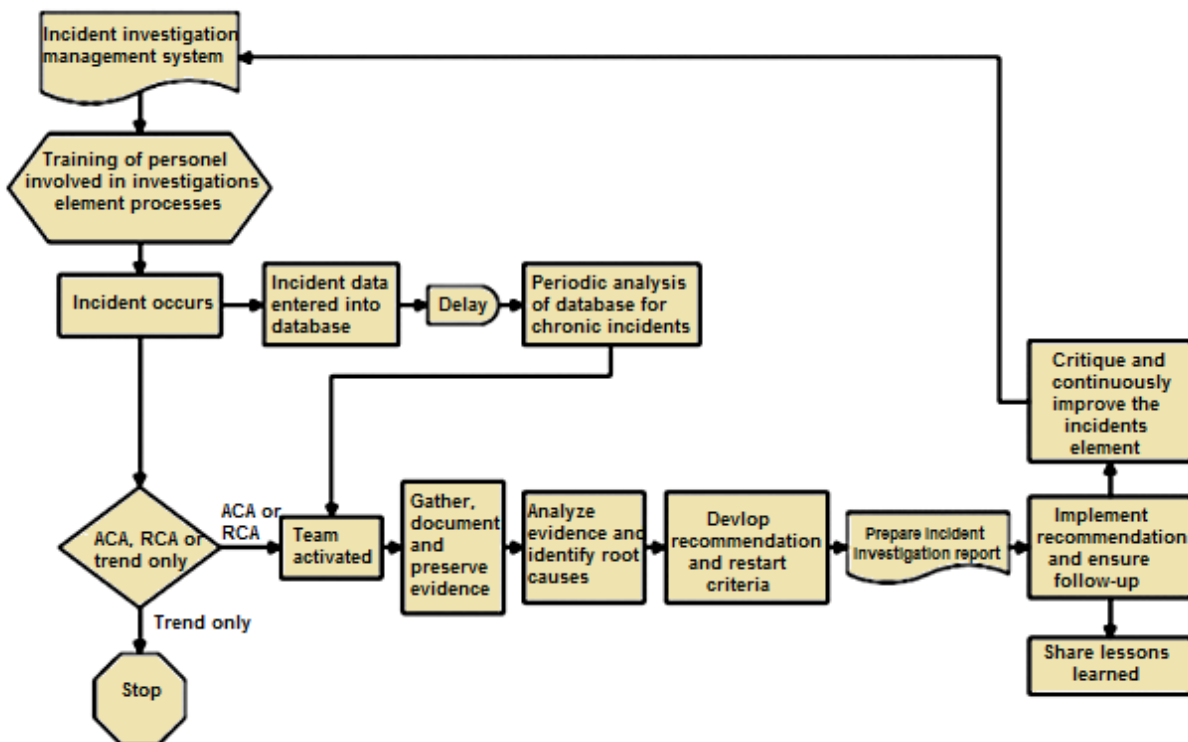 Incident investigation
management system
Training of personel
involved in investigations
element processes
Incident occurs
Incident data
entered into
database
Delay
Periodic analysis
of database for
chronic incidents
Critique and
continuously
improve the
incidents
element
ACA, RCA or
trend only
ACA or
RCA
Team
activated
Gather,
document
and
preserve
evidence
Analyze
evidence and
identify root
causes
Devlop
recommendation
and restart
criteria
Prepare incident
investigation report
Implement
recommendation
and ensure
follow-up
Trend only
Stop
Share lessons
learned